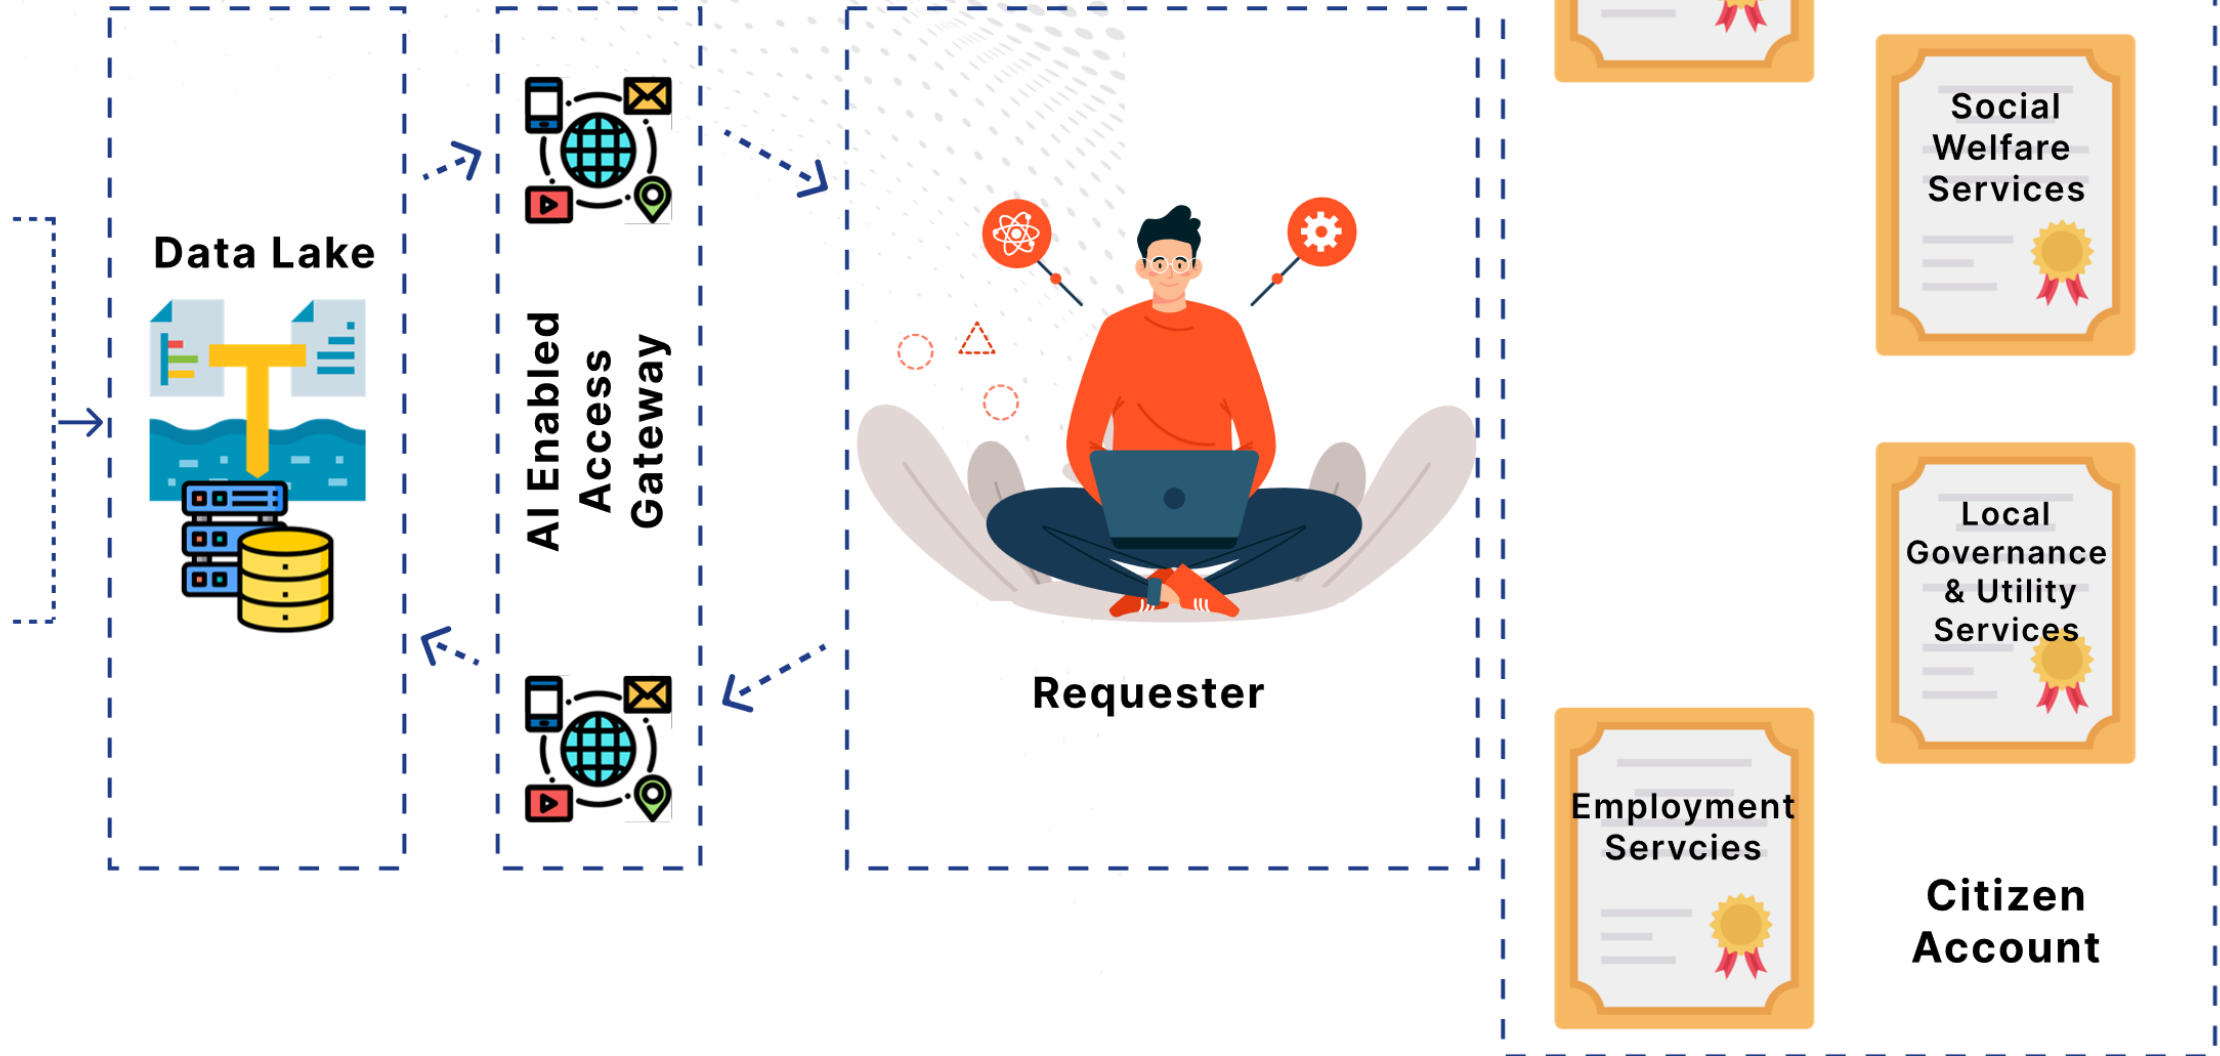 Data Lake
AI Enabled
Access
Gateway
Requester
Social
Welfare
Services
Local
Governance
& Utility
Services
Employment
Servcies
Citizen
Account